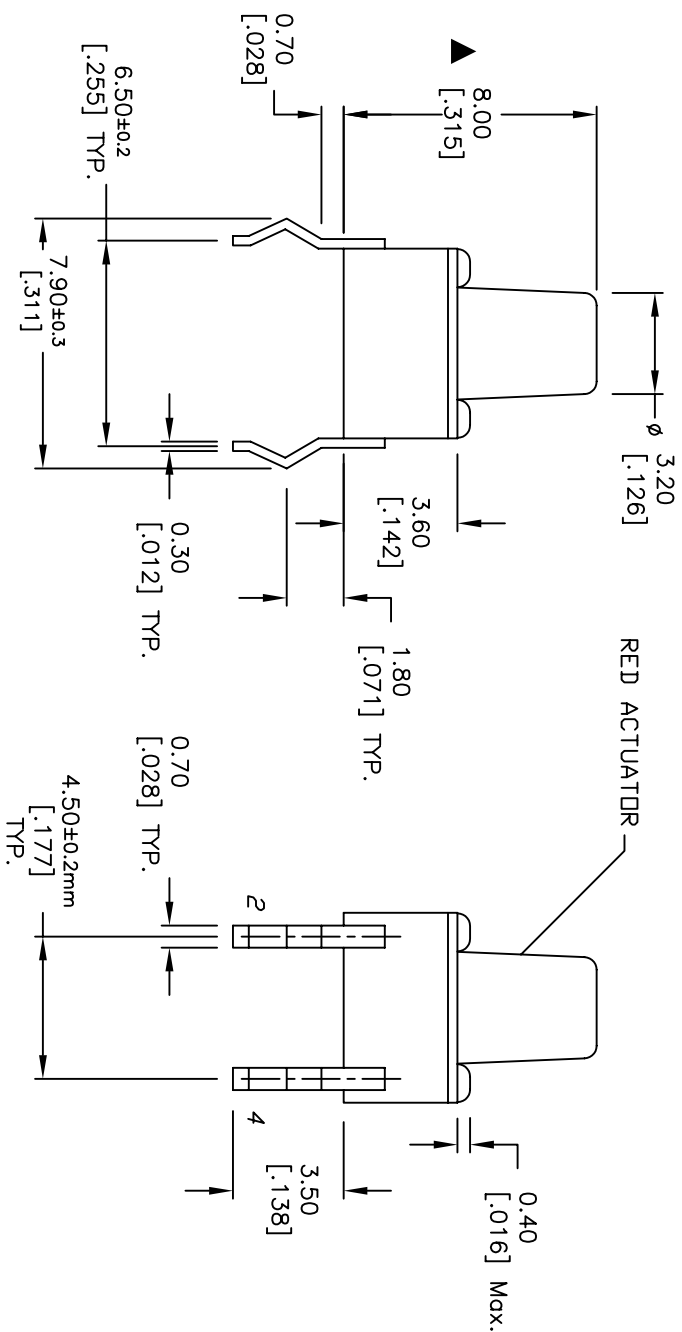 ø 3.20
[.126]
8.00
[.315]
0.70
[.028]
6.50±0.2
[.255] TYP.
7.90±0.3
[.311]
3.60
[.142]
1.80
[.071] TYP.
0.30
[.012] TYP.
RED ACTUATOR
0.40
[.016] Max.
3.50
[.138]
2
4
0.70
[.028] TYP.
4.50±0.2mm
[.177]
TYP.